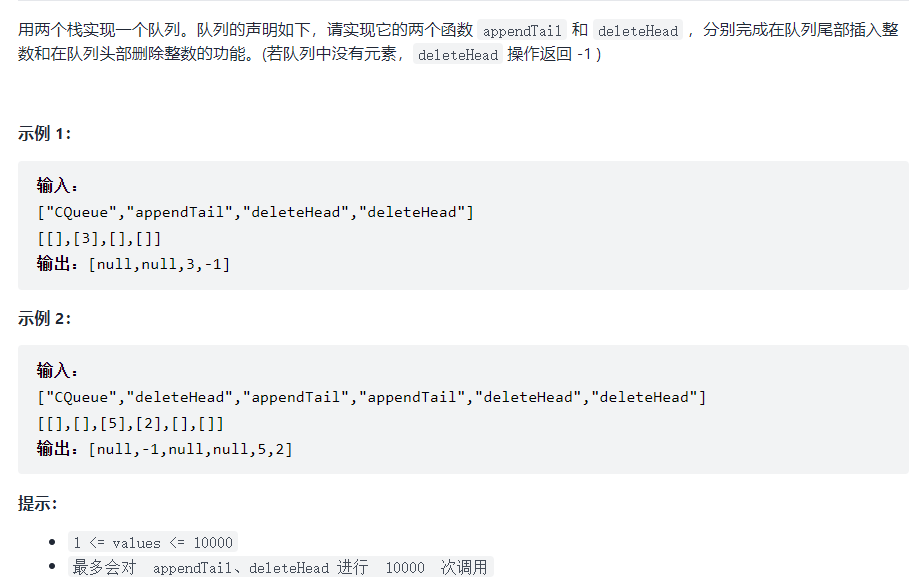 用两个栈实现一个队列。队列的声明如下，请实现它的两个函数 appendTail 和 deleteHead ，分别完成在队列尾部插入整
数和在队列头部删除整数的功能。(若队列中没有元素，deleteHead 操作返回 -1 )
示例 1：
输入：
["CQueue","appendTail","deleteHead","deleteHead"]
[[],[3],[],[]]
输出：[null,null,3,-1]
示例 2：
输入：
["CQueue","deleteHead","appendTail","appendTail","deleteHead","deleteHead"]
[[],[],[5],[2],[],[]]
输出：[null,-1,null,null,5,2]
提示：
• 1 <= values <= 10000
• 最多会对 appendTail、deleteHead 进行 10000 次调用